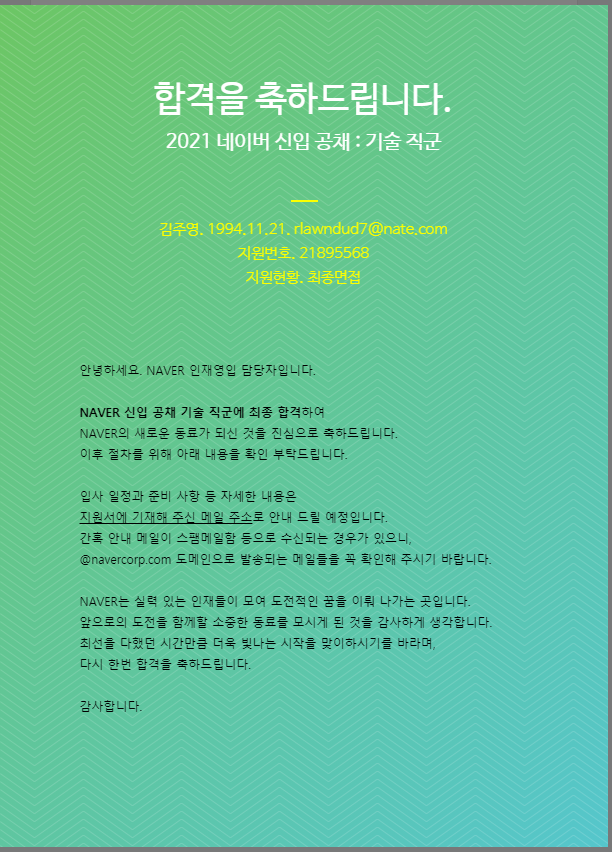 합격을 축하드립니다.
2021 네이버 신입 공채 : 기술 직군
김주영. 1994.11.21. rlawndud7@nate.com
지원번호. 21895568
지원현황. 최종면접
안녕하세요. NAVER 인재영입 담당자입니다.
NAVER 신입 공채 기술 직군에 최종 합격하여
NAVER의 새로운 동료가 되신 것을 진심으로 축하드립니다.
이후 절차를 위해 아래 내용을 확인 부탁드립니다.
입사 일정과 준비 사항 등 자세한 내용은
지원서에 기재해 주신 메일 주소로 안내 드릴 예정입니다.
간혹 안내 메일이 스팸메일함 등으로 수신되는 경우가 있으니,
@navercorp.com 도메인으로 발송되는 메일들을 꼭 확인해 주시기 바랍니다.
NAVER는 실력 있는 인재들이 모여 도전적인 꿈을 이뤄 나가는 곳입니다.
앞으로의 도전을 함께할 소중한 동료를 모시게 된 것을 감사하게 생각합니다.
최선을 다했던 시간만큼 더욱 빛나는 시작을 맞이하시기를 바라며,
다시 한번 합격을 축하드립니다.
감사합니다.